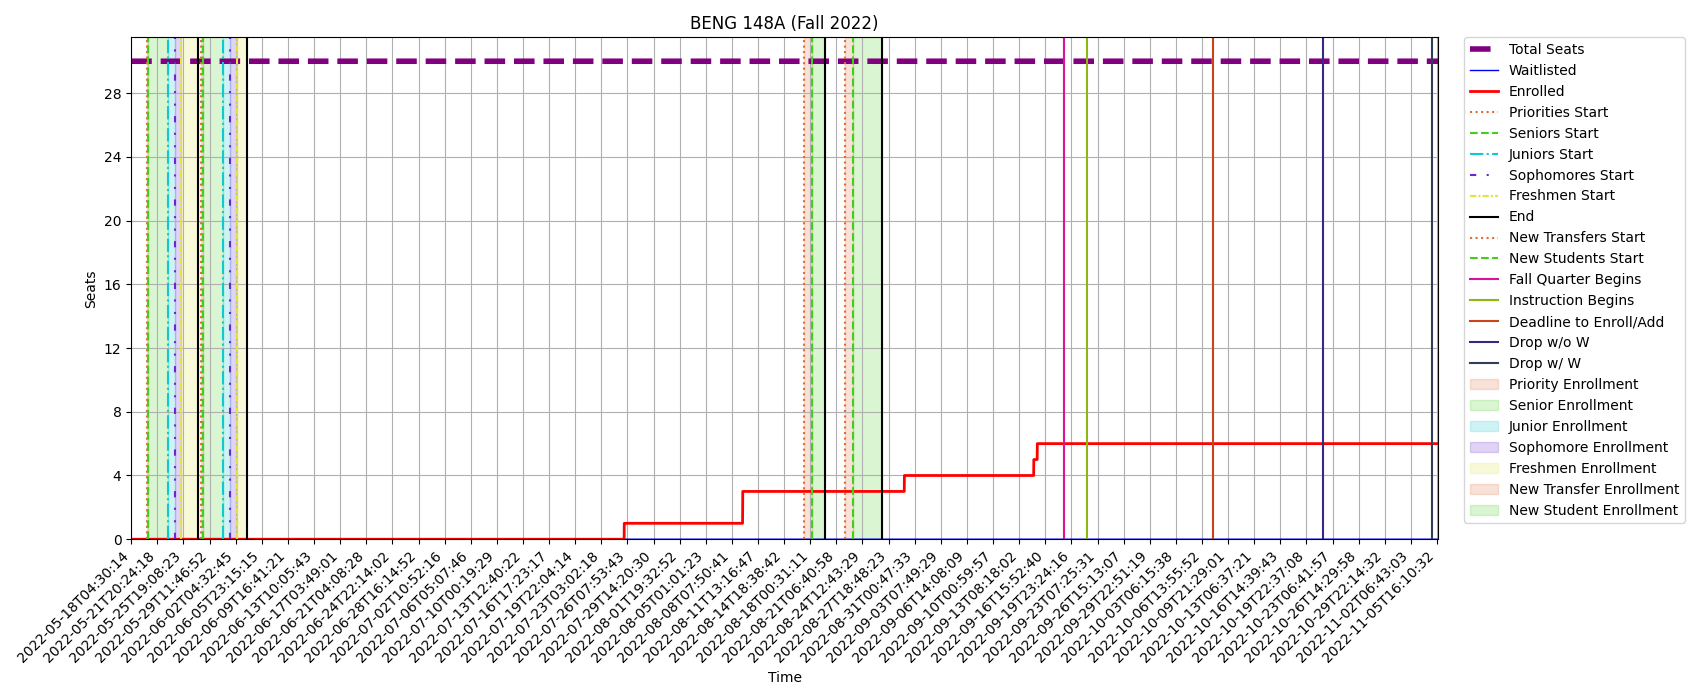 BENG 148A (Fall 2022)
Seats
28
24
20
16
12
8
4
0
2022-05-18T04:30:14
2022-05-21T20:24:18
2022-05-25T19:08:23
2022-05-29T11:46:52
2022-06-02T04:32:45
2022-06-05T23:15:15
2022-06-09T16:41:21
2022-06-13T10:05:43
2022-06-17T03:49:01
2022-06-21T04:08:28
2022-06-24T22:14:02
2022-06-28T16:14:52
2022-07-02T10:52:16
2022-07-06T05:07:46
2022-07-10T00:19:29
2022-07-13T12:40:22
2022-07-16T17:23:17
2022-07-19T22:04:14
2022-07-23T03:02:18
2022-07-26T07:53:43
2022-07-29T14:20:30
2022-08-01T19:32:52
2022-08-05T01:01:23
2022-08-08T07:50:41
2022-08-11T13:16:47
2022-08-14T18:38:42
2022-08-18T00:31:11
2022-08-21T06:40:58
2022-08-24T12:43:29
2022-08-27T18:48:23
2022-08-31T00:47:33
2022-09-03T07:49:29
2022-09-06T14:08:09
2022-09-10T00:59:57
2022-09-13T08:18:02
2022-09-16T15:52:40
2022-09-19T23:24:16
2022-09-23T07:25:31
2022-09-26T15:13:07
2022-09-29T22:51:19
2022-10-03T06:15:38
2022-10-06T13:55:52
2022-10-09T21:29:01
2022-10-13T06:37:21
2022-10-16T14:39:43
2022-10-19T22:37:08
2022-10-23T06:41:57
2022-10-26T14:29:58
2022-10-29T22:14:32
2022-11-02T06:43:03
2022-11-05T16:10:32
Time
Total Seats
Waitlisted
Enrolled
Priorities Start
Seniors Start
Juniors Start
Sophomores Start
Freshmen Start
End
New Transfers Start
New Students Start
Fall Quarter Begins
Instruction Begins
Deadline to Enroll/Add
Drop w/o W
Drop w/ W
Priority Enrollment
Senior Enrollment
Junior Enrollment
Sophomore Enrollment
Freshmen Enrollment
New Transfer Enrollment
New Student Enrollment